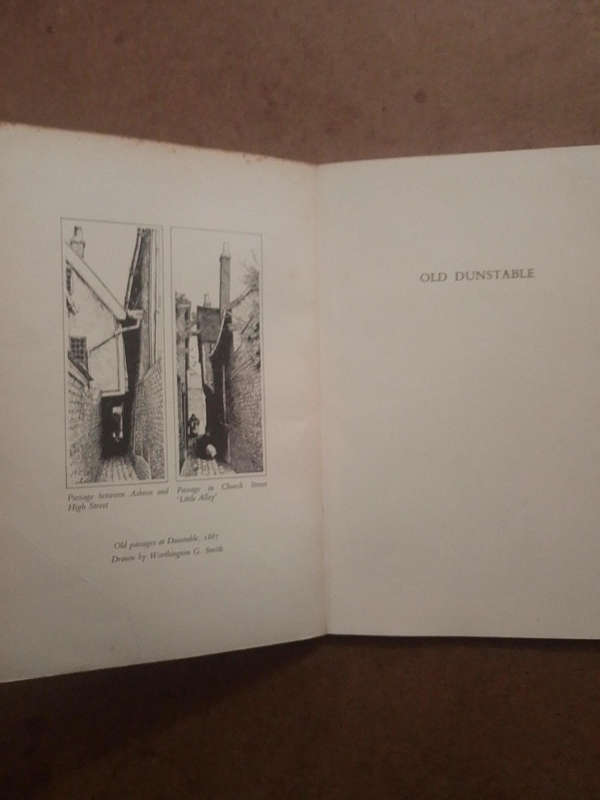 Passage between Ashton and
High Street
Passage in Church Street
'Little Alley'
Old passages at Dunstable, 1887
Drawn by Worthington G. Smith
OLD DUNSTABLE